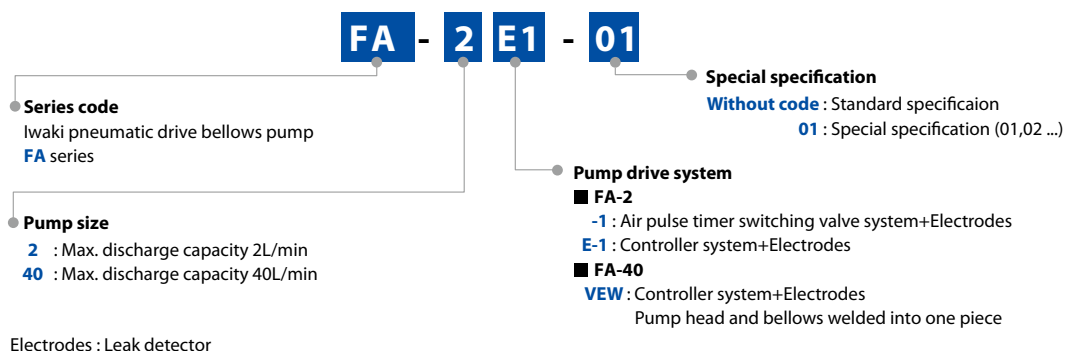 FA - 2 E1 - 01
Special specification
Without code : Standard specificaion
01 : Special specification (01,02 ...)
Series code
Iwaki pneumatic drive bellows pump
FA series
Pump drive system
■ FA-2
-1 : Air pulse timer switching valve system+Electrodes
E-1 : Controller system+Electrodes
■ FA-40
VEW : Controller system+Electrodes
Pump head and bellows welded into one piece
Pump size
2 : Max. discharge capacity 2L/min
40 : Max. discharge capacity 40L/min
Electrodes : Leak detector